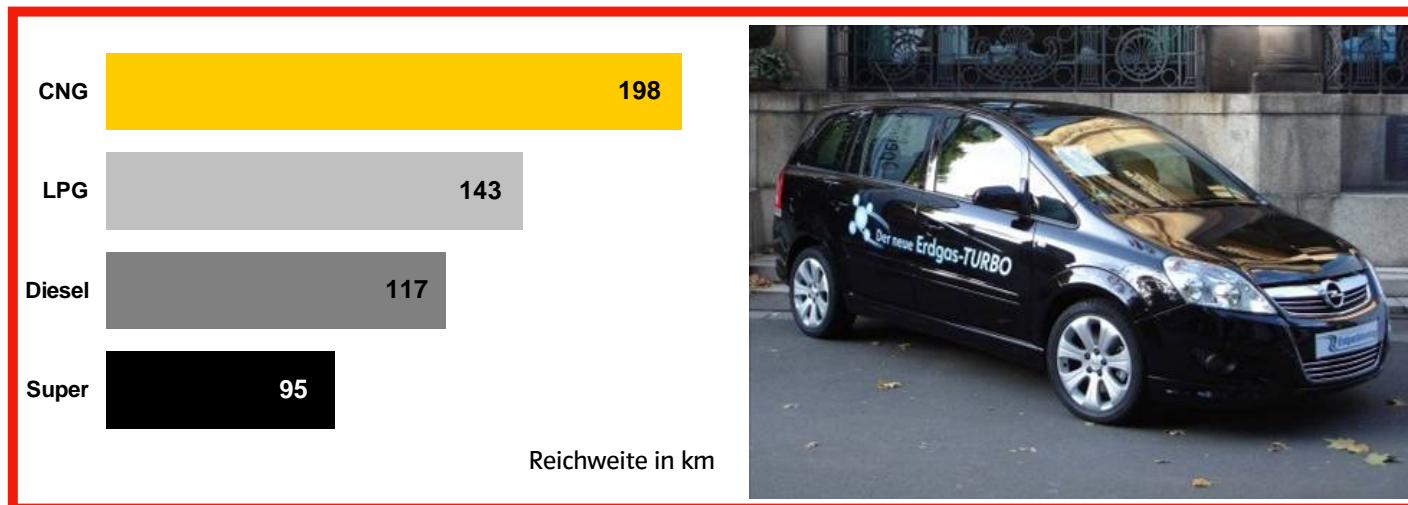 CNG 198
LPG 143
Diesel 117
Super 95
Reichweite in km
Der neue Erdgas-TURBO